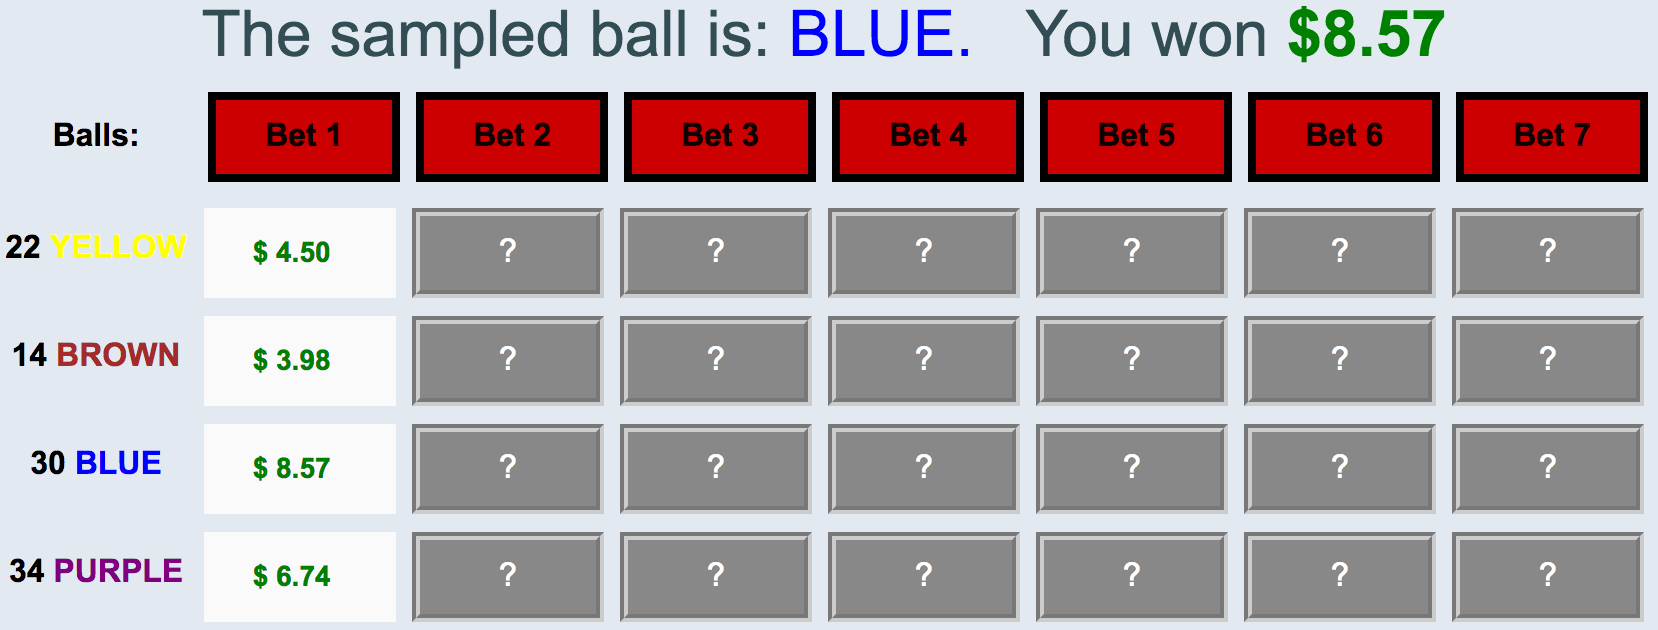 The sampled ball is: BLUE. You won $8.57
Balls: Bet 1 Bet 2 Bet 3 Bet 4 Bet 5 Bet 6 Bet 7
22 YELLOW $ 4.50 ? ? ? ? ? ?
14 BROWN $ 3.98 ? ? ? ? ? ?
30 BLUE $ 8.57 ? ? ? ? ? ?
34 PURPLE $ 6.74 ? ? ? ? ? ?